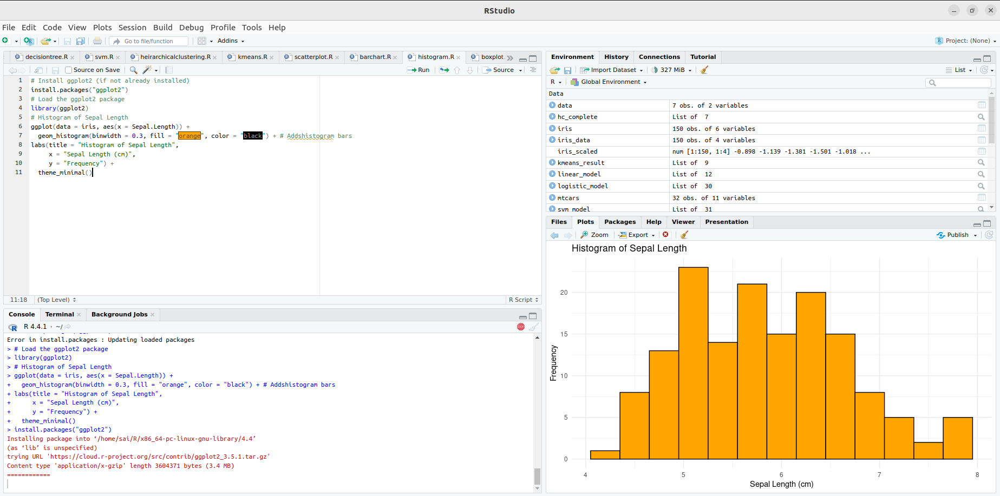 RStudio
File Edit Code View Plots Session Build Debug Profile Tools Help
Go to file/function Addins Project: (None)
decisiontree.R svm.R heirarchicalclustering.R kmeans.R scatterplot.R barchart.R histogram.R boxplot.
Source on Save Run Source
1 # Install ggplot2 (if not already installed)
2 install.packages("ggplot2")
3 # Load the ggplot2 package
4 library(ggplot2)
5 # Histogram of Sepal Length
6 ggplot(data = iris, aes(x = Sepal.Length)) +
7 geom_histogram(binwidth = 0.3, fill = "orange", color = "black") + # Addshistogram bars
8 labs(title = "Histogram of Sepal Length",
9 x = "Sepal Length (cm)",
10 y = "Frequency") +
11 theme_minimal()
11:18 (Top Level) R Script
Console Terminal Background Jobs
R 4.4.1 · ~/
Error in install.packages : Updating loaded packages
> # Load the ggplot2 package
> library(ggplot2)
> # Histogram of Sepal Length
> ggplot(data = iris, aes(x = Sepal.Length)) +
+ geom_histogram(binwidth = 0.3, fill = "orange", color = "black") + # Addshistogram bars
+ labs(title = "Histogram of Sepal Length",
+ x = "Sepal Length (cm)",
+ y = "Frequency") +
+ theme_minimal()
> install.packages("ggplot2")
Installing package into ‘/home/sai/R/x86_64-pc-linux-gnu-library/4.4’
(as ‘lib’ is unspecified)
trying URL 'https://cloud.r-project.org/src/contrib/ggplot2_3.5.1.tar.gz'
Content type 'application/x-gzip' length 3604371 bytes (3.4 MB)
============
Environment History Connections Tutorial
Import Dataset 327 MiB List
R Global Environment
Data
data 7 obs. of 2 variables
hc_complete List of 7
iris 150 obs. of 6 variables
iris_data 150 obs. of 4 variables
iris_scaled num [1:150, 1:4] -0.898 -1.139 -1.381 -1.501 -1.018 ...
kmeans_result List of 9
linear_model List of 12
logistic_model List of 30
mtcars 32 obs. of 11 variables
svm_model List of 31
Files Plots Packages Help Viewer Presentation
Zoom Export Publish
Histogram of Sepal Length
Frequency
20
15
10
5
0
4 5 6 7 8
Sepal Length (cm)